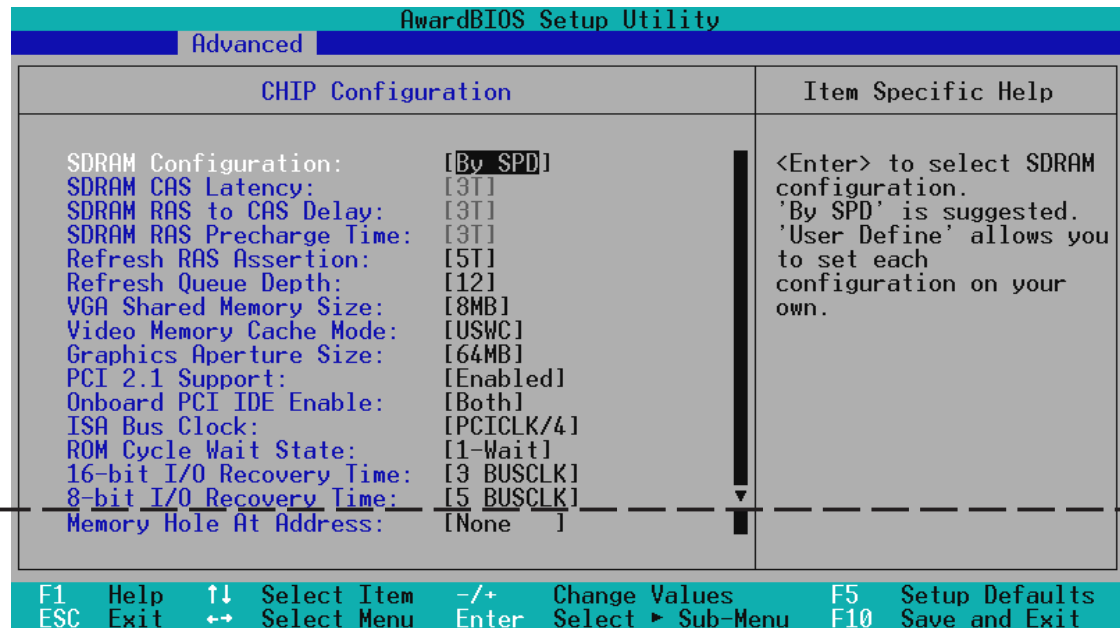 AwardBIOS Setup Utility
Advanced
CHIP Configuration
SDRAM Configuration: [By SPD]
SDRAM CAS Latency: [3T]
SDRAM RAS to CAS Delay: [3T]
SDRAM RAS Precharge Time: [3T]
Refresh RAS Assertion: [5T]
Refresh Queue Depth: [12]
VGA Shared Memory Size: [8MB]
Video Memory Cache Mode: [USWC]
Graphics Aperture Size: [64MB]
PCI 2.1 Support: [Enabled]
Onboard PCI IDE Enable: [Both]
ISA Bus Clock: [PCICLK/4]
ROM Cycle Wait State: [1-Wait]
16-bit I/O Recovery Time: [3 BUSCLK]
8-bit I/O Recovery Time: [5 BUSCLK]
Memory Hole At Address: [None ]
Item Specific Help
<Enter> to select SDRAM
configuration.
'By SPD' is suggested.
'User Define' allows you
to set each
configuration on your
own.
F1 Help ↑↓ Select Item -/+ Change Values F5 Setup Defaults
ESC Exit ←→ Select Menu Enter Select ► Sub-Menu F10 Save and Exit